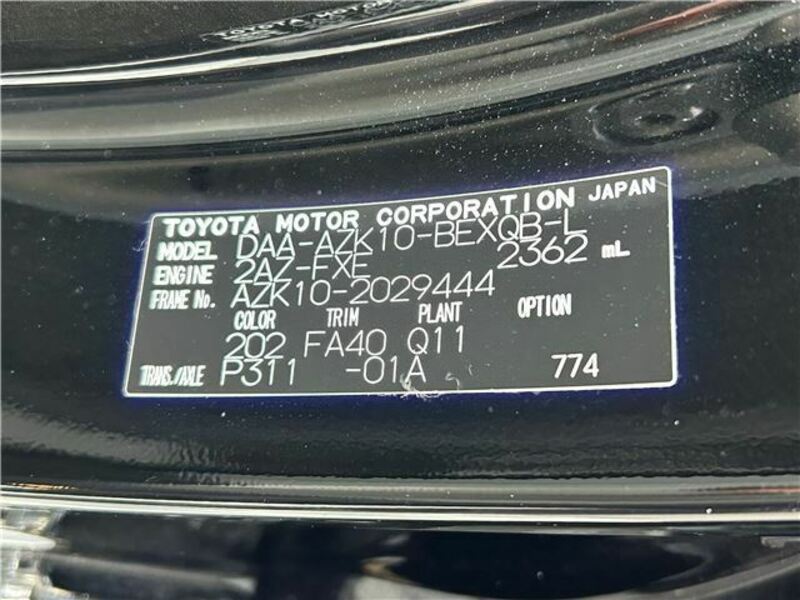 TOYOTA MOTOR CORPORATION JAPAN
MODEL DAA-AZK10-BEXQB-L
ENGINE 2AZ-FXE 2362 mL
FRAME No. AZK10-2029444
COLOR TRIM PLANT OPTION
202 FA40 Q11
TRANS./AXLE P311 -01A 774